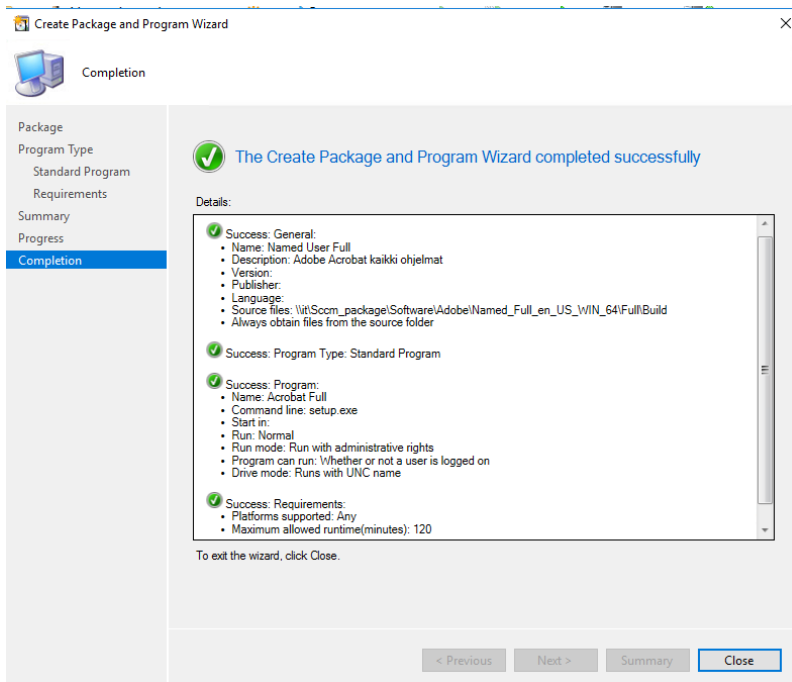 Create Package and Program Wizard
Completion
Package
Program Type
Standard Program
Requirements
Summary
Progress
Completion
The Create Package and Program Wizard completed successfully
Details:
Success: General:
• Name: Named User Full
• Description: Adobe Acrobat kaikki ohjelmat
• Version:
• Publisher:
• Language:
• Source files: \\it\Sccm_package\Software\Adobe\Named_Full_en_US_WIN_64\Full\Build
• Always obtain files from the source folder
Success: Program Type: Standard Program
Success: Program:
• Name: Acrobat Full
• Command line: setup.exe
• Start in:
• Run: Normal
• Run mode: Run with administrative rights
• Program can run: Whether or not a user is logged on
• Drive mode: Runs with UNC name
Success: Requirements:
• Platforms supported: Any
• Maximum allowed runtime(minutes): 120
To exit the wizard, click Close.
< Previous
Next >
Summary
Close